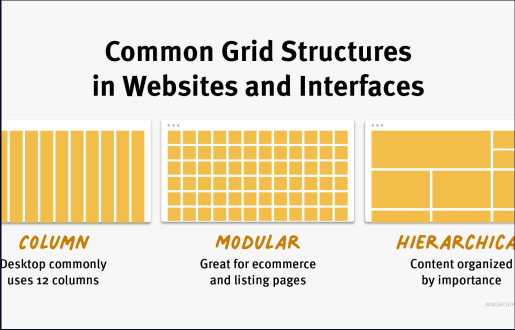 Common Grid Structures
in Websites and Interfaces
COLUMN
Desktop commonly
uses 12 columns
MODULAR
Great for ecommerce
and listing pages
HIERARCHICA
Content organized
by importance
NNGROUP